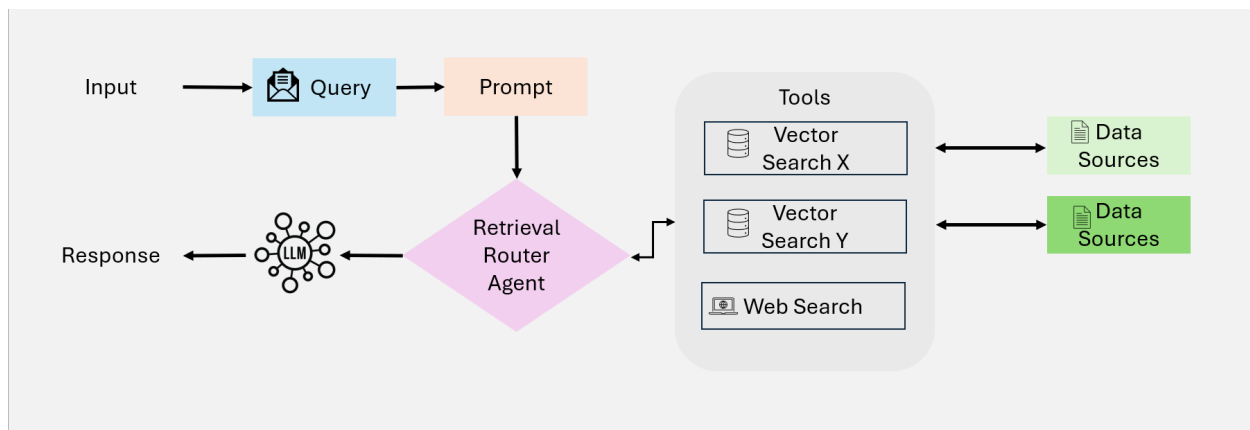 Input
Query
Prompt
Tools
Vector
Search X
Data
Sources
Vector
Search Y
Data
Sources
Retrieval
Router
Agent
Response
LLM
Web Search